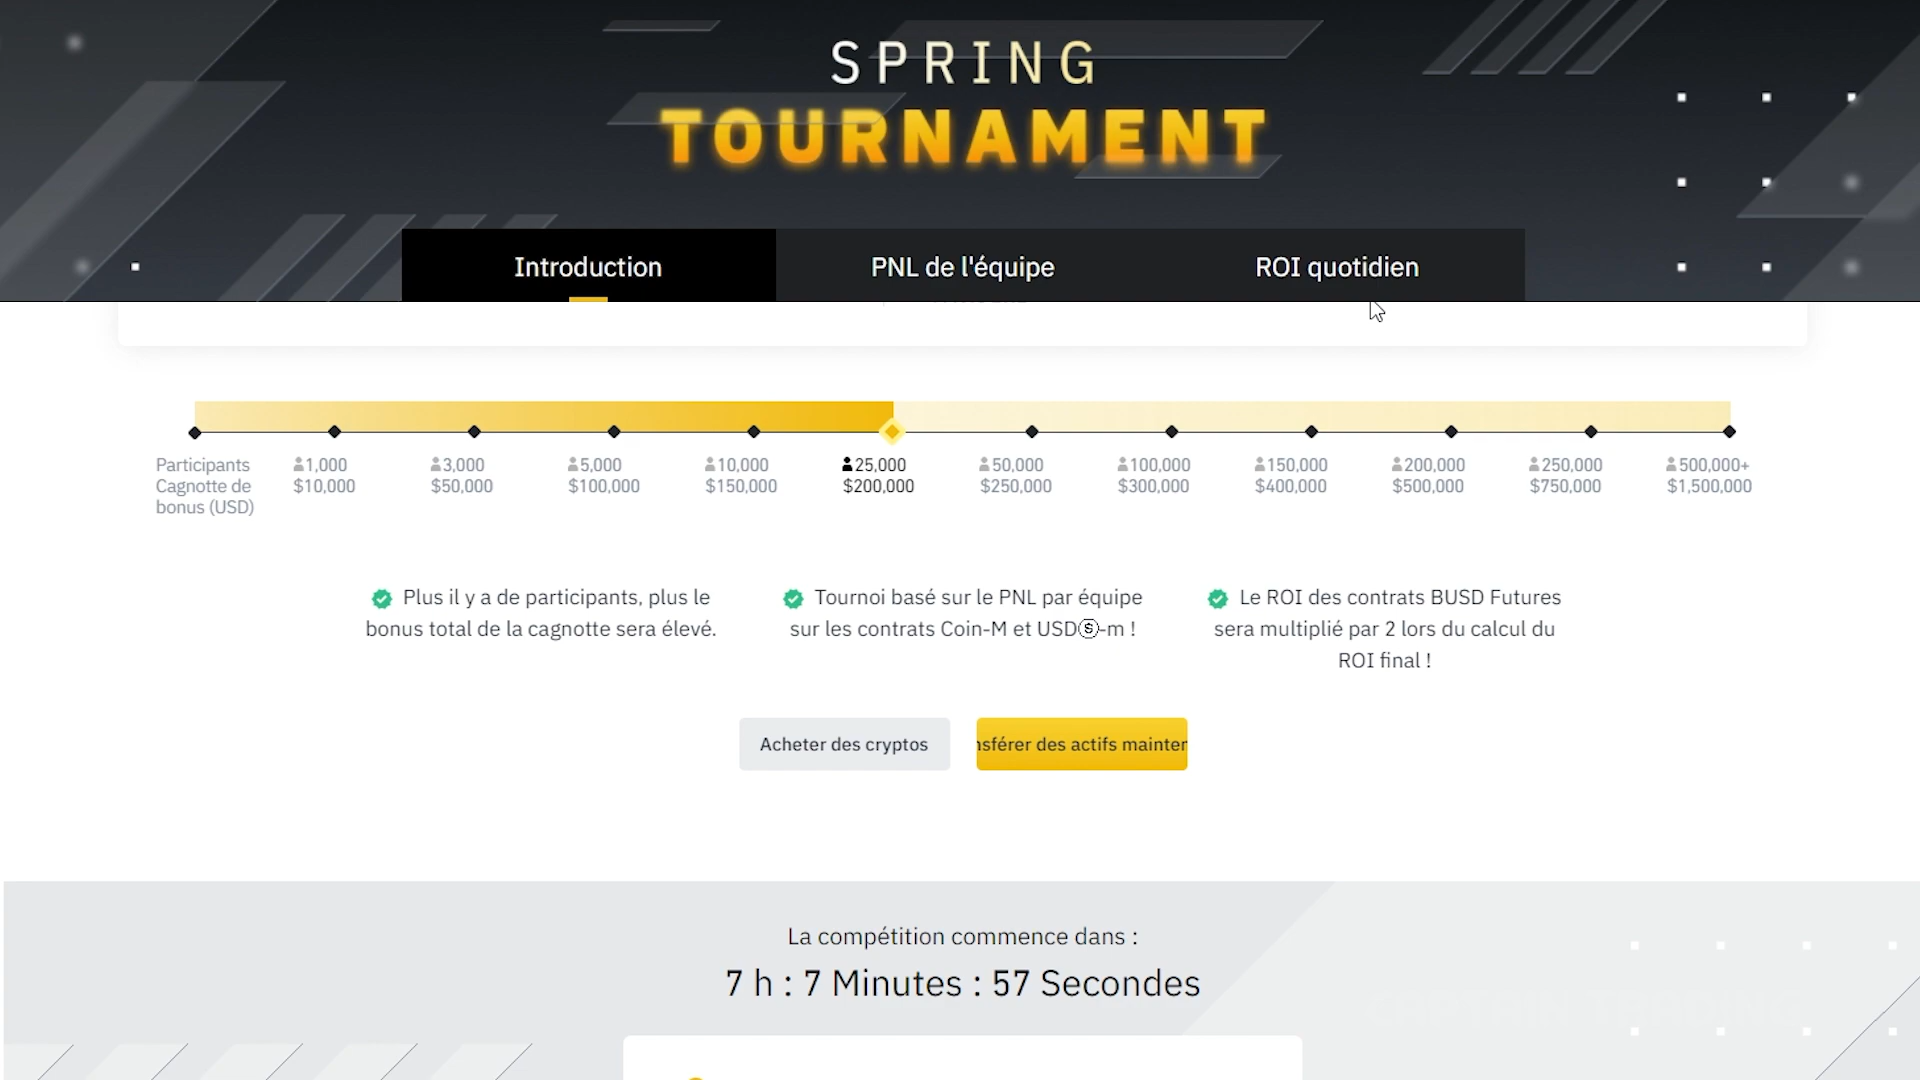 SPRING
TOURNAMENT
Introduction
PNL de l'équipe
ROI quotidien
Participants
Cagnotte de
bonus (USD)
1,000
$10,000
3,000
$50,000
5,000
$100,000
10,000
$150,000
25,000
$200,000
50,000
$250,000
100,000
$300,000
150,000
$400,000
200,000
$500,000
250,000
$750,000
500,000+
$1,500,000
Plus il y a de participants, plus le
bonus total de la cagnotte sera élevé.
Tournoi basé sur le PNL par équipe
sur les contrats Coin-M et USDⓈ-m !
Le ROI des contrats BUSD Futures
sera multiplié par 2 lors du calcul du
ROI final !
Acheter des cryptos
nsférer des actifs mainter
La compétition commence dans :
7 h : 7 Minutes : 57 Secondes